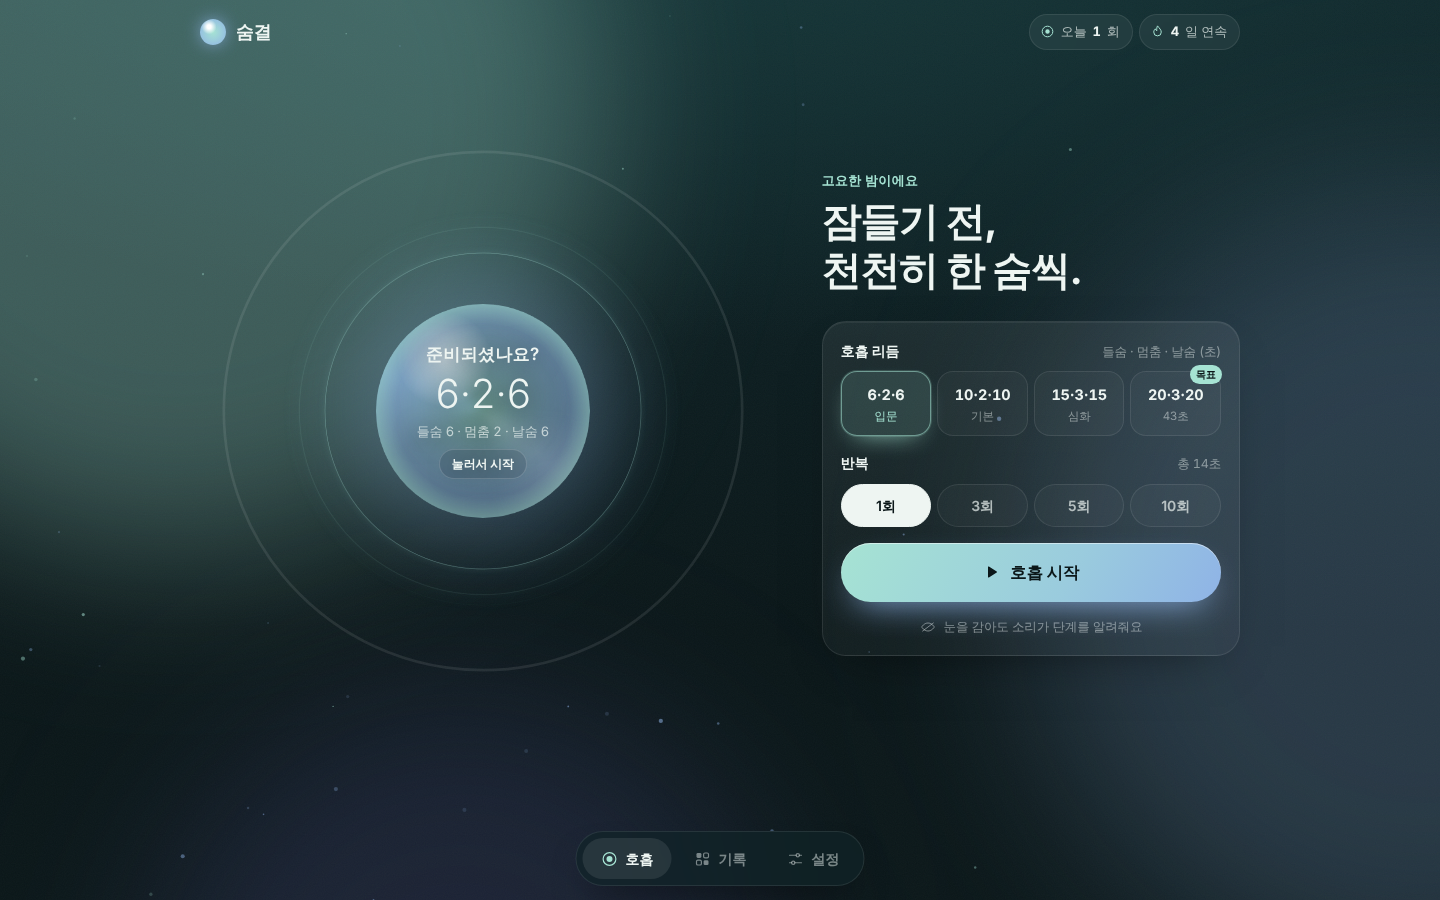 숨결
오늘 1 회
4 일 연속
고요한 밤이에요
잠들기 전,
천천히 한 숨씩.
준비되셨나요?
6·2·6
들숨 6 · 멈춤 2 · 날숨 6
눌러서 시작
호흡 리듬
들숨 · 멈춤 · 날숨 (초)
목표
6·2·6
입문
10·2·10
기본
15·3·15
심화
20·3·20
43초
반복
총 14초
1회
3회
5회
10회
호흡 시작
눈을 감아도 소리가 단계를 알려줘요
호흡
기록
설정